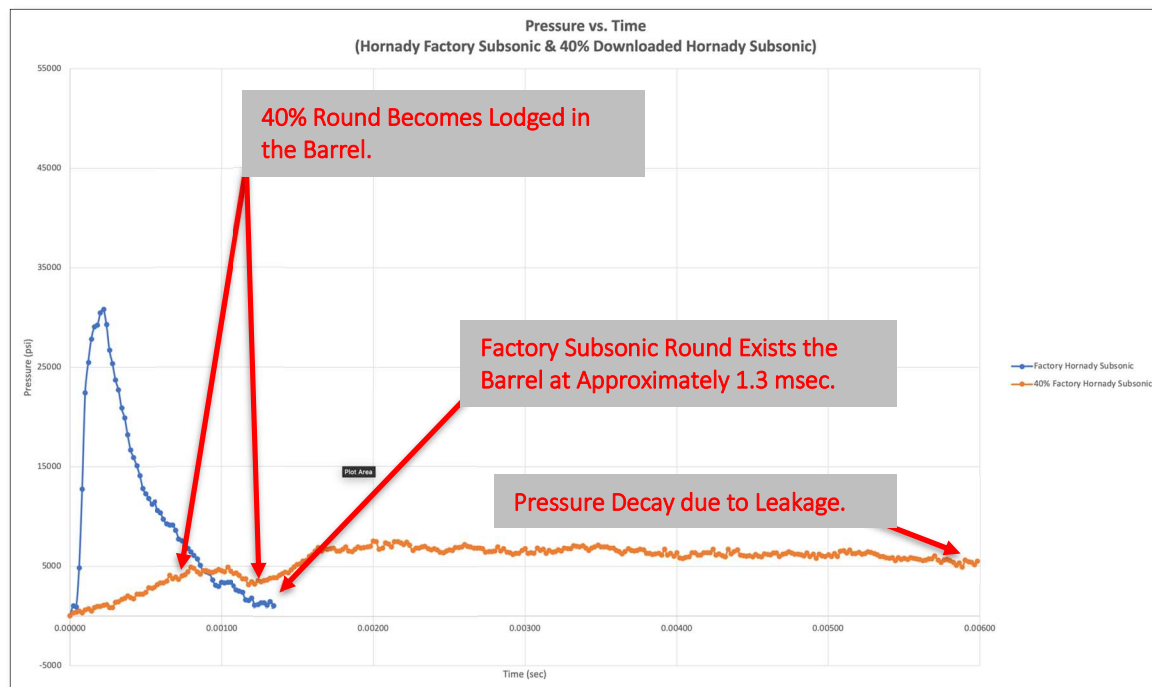 Pressure vs. Time
(Hornady Factory Subsonic & 40% Downloaded Hornady Subsonic)
55000
45000
35000
25000
15000
5000
-5000
Pressure (psi)
40% Round Becomes Lodged in
the Barrel.
Factory Subsonic Round Exists the
Barrel at Approximately 1.3 msec.
Plot Area
Pressure Decay due to Leakage.
Factory Hornady Subsonic
40% Factory Hornady Subsonic
0.00000
0.00100
0.00200
0.00300
0.00400
0.00500
0.00600
Time (sec)